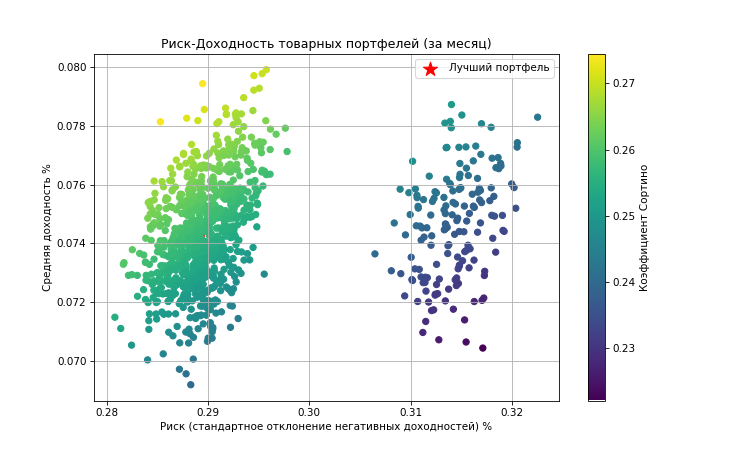 Риск-Доходность товарных портфелей (за месяц)
Лучший портфель
Средняя доходность %
0.080
0.078
0.076
0.074
0.072
0.070
0.28 0.29 0.30 0.31 0.32
Риск (стандартное отклонение негативных доходностей) %
0.27
0.26
0.25
0.24
0.23
Коэффициент Сортино